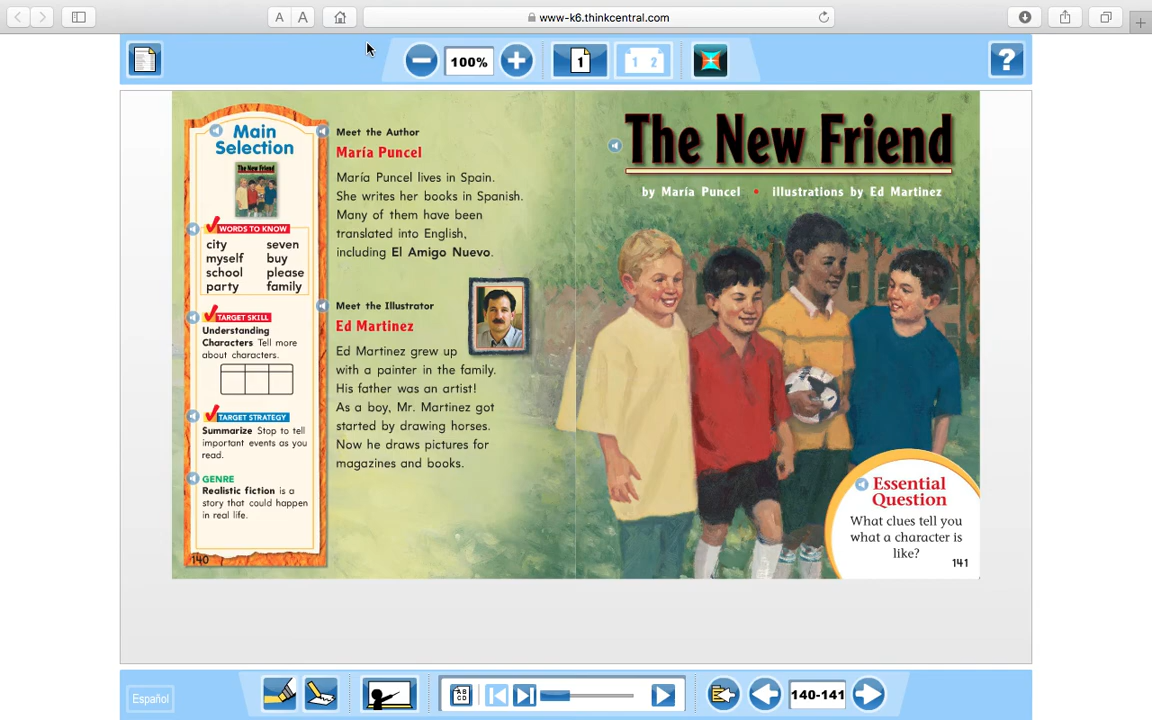 A A
www-k6.thinkcentral.com
100%
1
1 2
?
Main
Selection
WORDS TO KNOW
city seven
myself buy
school please
party family
TARGET SKILL
Understanding
Characters Tell more
about characters.
TARGET STRATEGY
Summarize Stop to tell
important events as you
read.
GENRE
Realistic fiction is a
story that could happen
in real life.
140
Meet the Author
María Puncel
María Puncel lives in Spain.
She writes her books in Spanish.
Many of them have been
translated into English,
including El Amigo Nuevo.
Meet the Illustrator
Ed Martinez
Ed Martinez grew up
with a painter in the family.
His father was an artist!
As a boy, Mr. Martinez got
started by drawing horses.
Now he draws pictures for
magazines and books.
The New Friend
by María Puncel • illustrations by Ed Martinez
Essential
Question
What clues tell you
what a character is
like?
141
Español
AB
CD
140-141